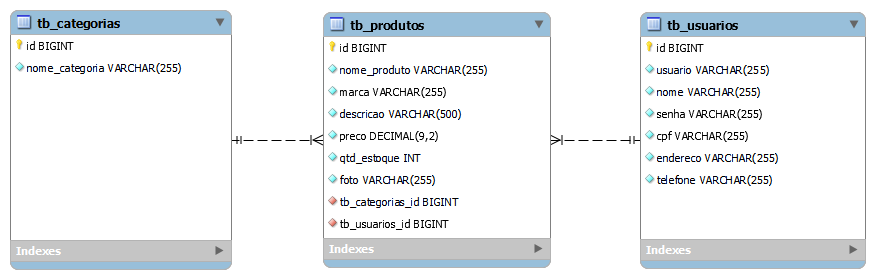 tb_categorias
id BIGINT
nome_categoria VARCHAR(255)
Indexes
tb_produtos
id BIGINT
nome_produto VARCHAR(255)
marca VARCHAR(255)
descricao VARCHAR(500)
preco DECIMAL(9,2)
qtd_estoque INT
foto VARCHAR(255)
tb_categorias_id BIGINT
tb_usuarios_id BIGINT
Indexes
tb_usuarios
id BIGINT
usuario VARCHAR(255)
nome VARCHAR(255)
senha VARCHAR(255)
cpf VARCHAR(255)
endereco VARCHAR(255)
telefone VARCHAR(255)
Indexes